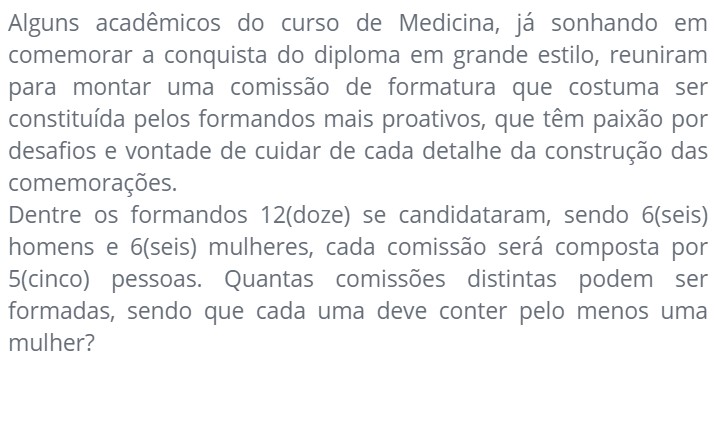 Alguns acadêmicos do curso de Medicina, já sonhando em
comemorar a conquista do diploma em grande estilo, reuniram
para montar uma comissão de formatura que costuma ser
constituída pelos formandos mais proativos, que têm paixão por
desafios e vontade de cuidar de cada detalhe da construção das
comemorações.
Dentre os formandos 12(doze) se candidataram, sendo 6(seis)
homens e 6(seis) mulheres, cada comissão será composta por
5(cinco) pessoas. Quantas comissões distintas podem ser
formadas, sendo que cada uma deve conter pelo menos uma
mulher?